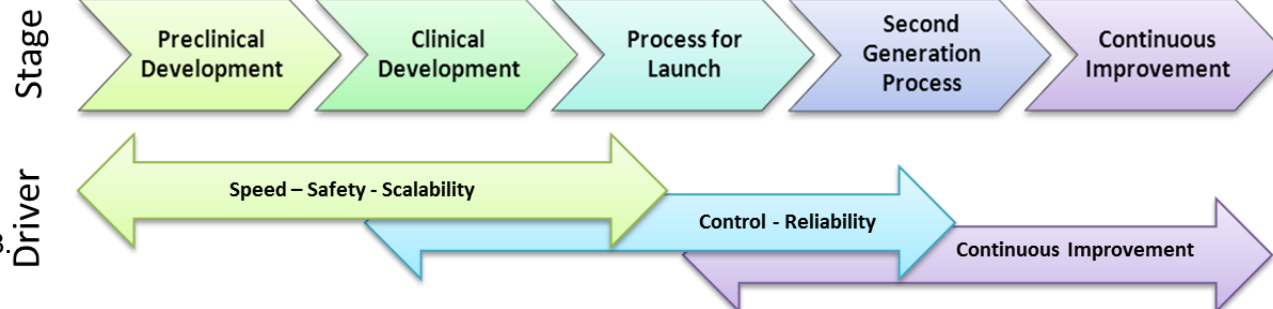 Stage
Preclinical
Development
Clinical
Development
Process for
Launch
Second
Generation
Process
Continuous
Improvement
Driver
Speed – Safety - Scalability
Control - Reliability
Continuous Improvement